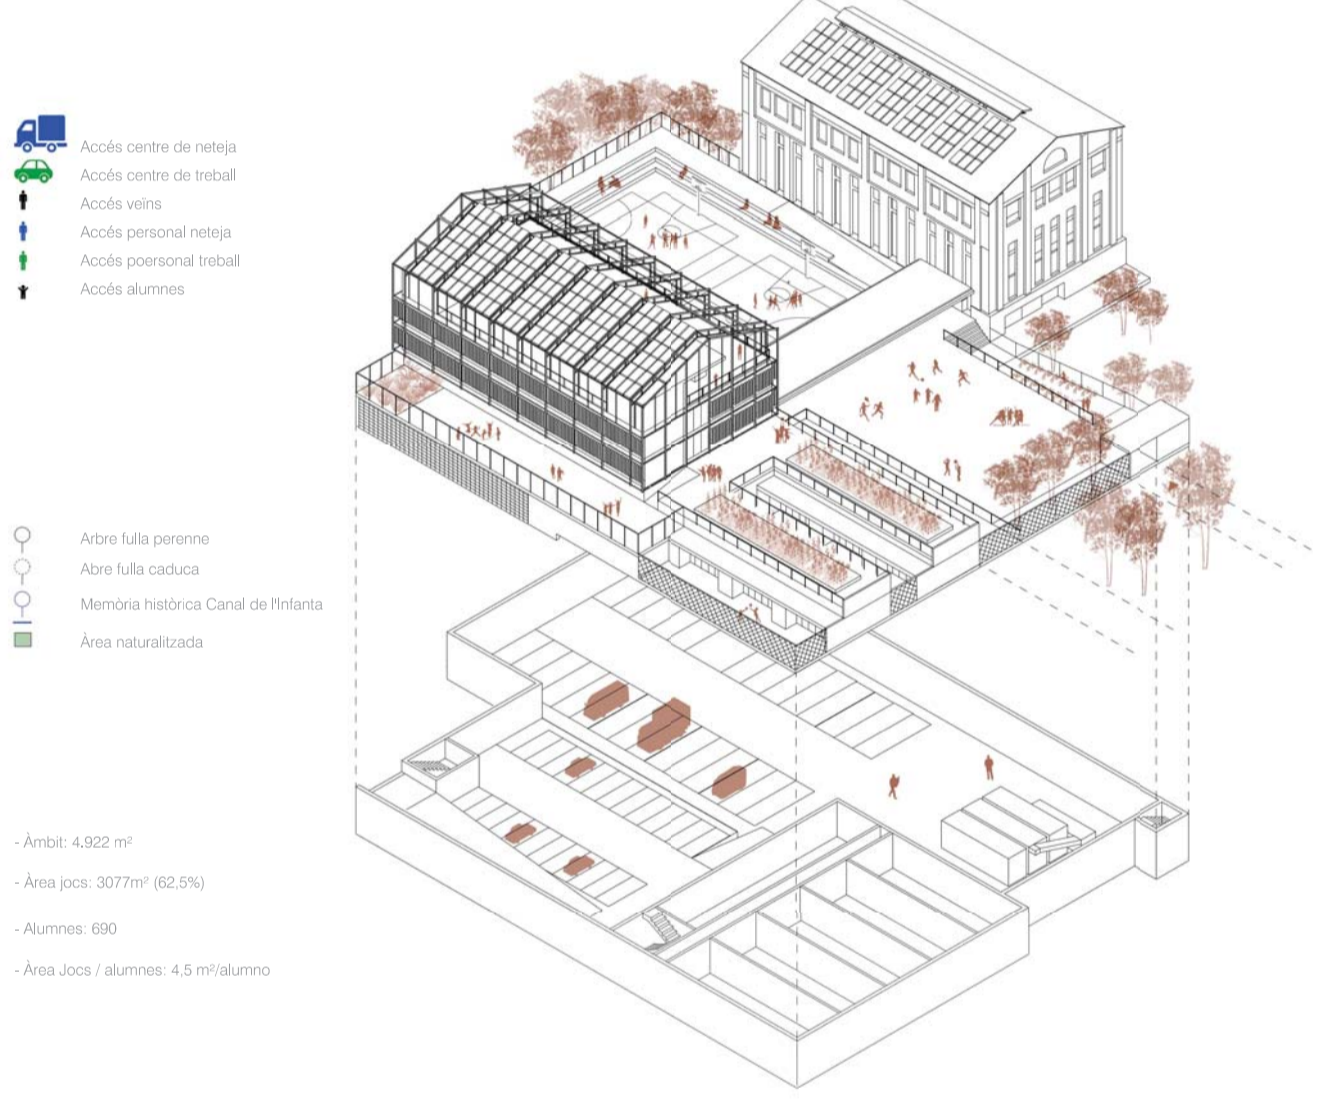 Accés centre de neteja
Accés centre de treball
Accés veïns
Accés personal neteja
Accés poersonal treball
Accés alumnes
Arbre fulla perenne
Abre fulla caduca
Memòria històrica Canal de l'Infanta
Àrea naturalitzada
- Àmbit: 4.922 m²
- Àrea jocs: 3077m² (62,5%)
- Alumnes: 690
- Àrea Jocs / alumnes: 4,5 m²/alumno